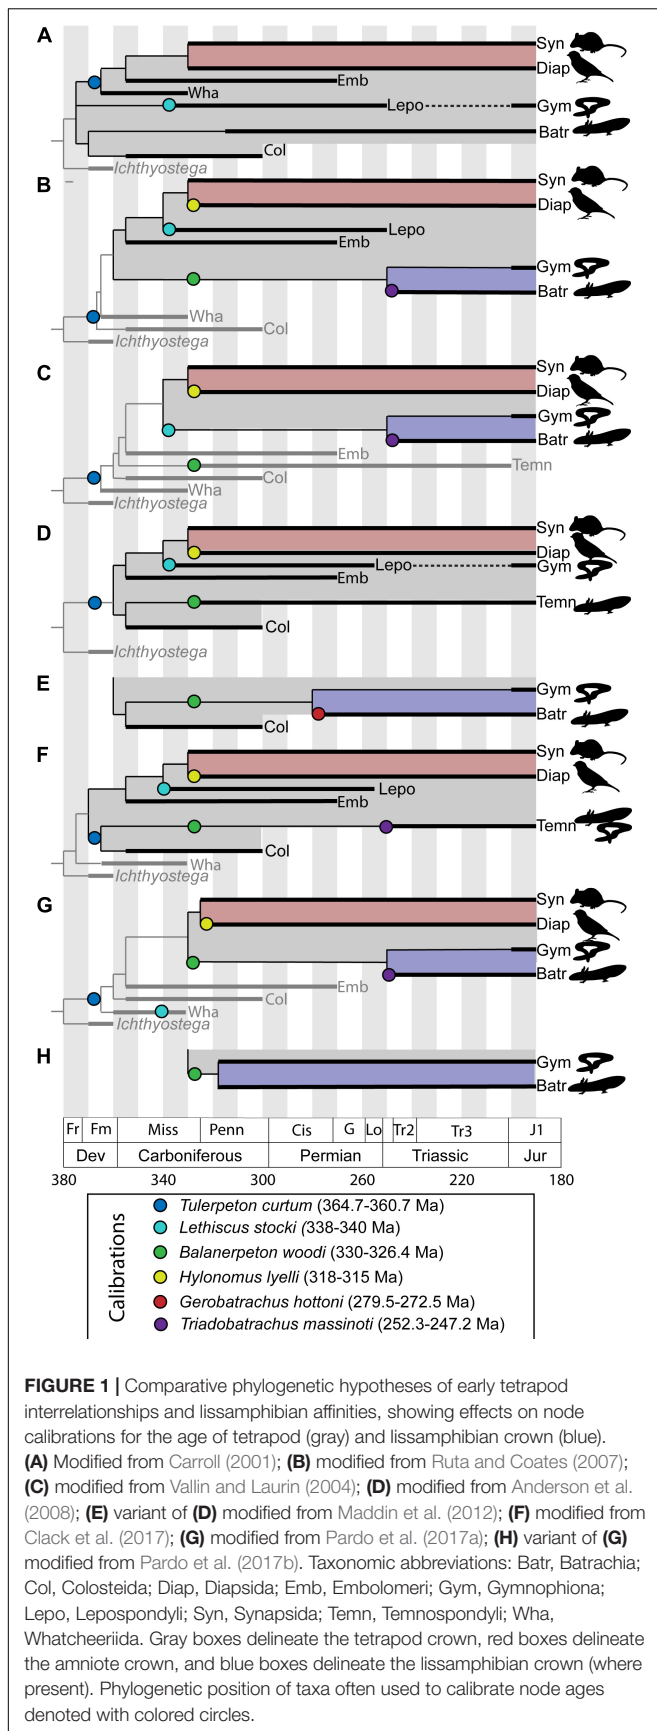 A
Syn
Diap
Emb
Wha
Lepo
Gym
Batr
Col
Ichthyostega
B
Syn
Diap
Lepo
Emb
Gym
Batr
Wha
Col
Ichthyostega
C
Syn
Diap
Gym
Batr
Emb
Temn
Col
Wha
Ichthyostega
D
Syn
Diap
Lepo
Gym
Emb
Temn
Col
Ichthyostega
E
Gym
Batr
Col
F
Syn
Diap
Lepo
Emb
Temn
Col
Wha
Ichthyostega
G
Syn
Diap
Gym
Batr
Emb
Col
Wha
Ichthyostega
H
Gym
Batr
Fr Fm Miss Penn Cis G Lo Tr2 Tr3 J1
Dev Carboniferous Permian Triassic Jur
380 340 300 260 220 180
Calibrations
Tulerpeton curtum (364.7-360.7 Ma)
Lethiscus stocki (338-340 Ma)
Balanerpeton woodi (330-326.4 Ma)
Hylonomus lyelli (318-315 Ma)
Gerobatrachus hottoni (279.5-272.5 Ma)
Triadobatrachus massinoti (252.3-247.2 Ma)
FIGURE 1 | Comparative phylogenetic hypotheses of early tetrapod
interrelationships and lissamphibian affinities, showing effects on node
calibrations for the age of tetrapod (gray) and lissamphibian crown (blue).
(A) Modified from Carroll (2001); (B) modified from Ruta and Coates (2007);
(C) modified from Vallin and Laurin (2004); (D) modified from Anderson et al.
(2008); (E) variant of (D) modified from Maddin et al. (2012); (F) modified from
Clack et al. (2017); (G) modified from Pardo et al. (2017a); (H) variant of (G)
modified from Pardo et al. (2017b). Taxonomic abbreviations: Batr, Batrachia;
Col, Colosteida; Diap, Diapsida; Emb, Embolomeri; Gym, Gymnophiona;
Lepo, Lepospondyli; Syn, Synapsida; Temn, Temnospondyli; Wha,
Whatcheeriida. Gray boxes delineate the tetrapod crown, red boxes delineate
the amniote crown, and blue boxes delineate the lissamphibian crown (where
present). Phylogenetic position of taxa often used to calibrate node ages
denoted with colored circles.